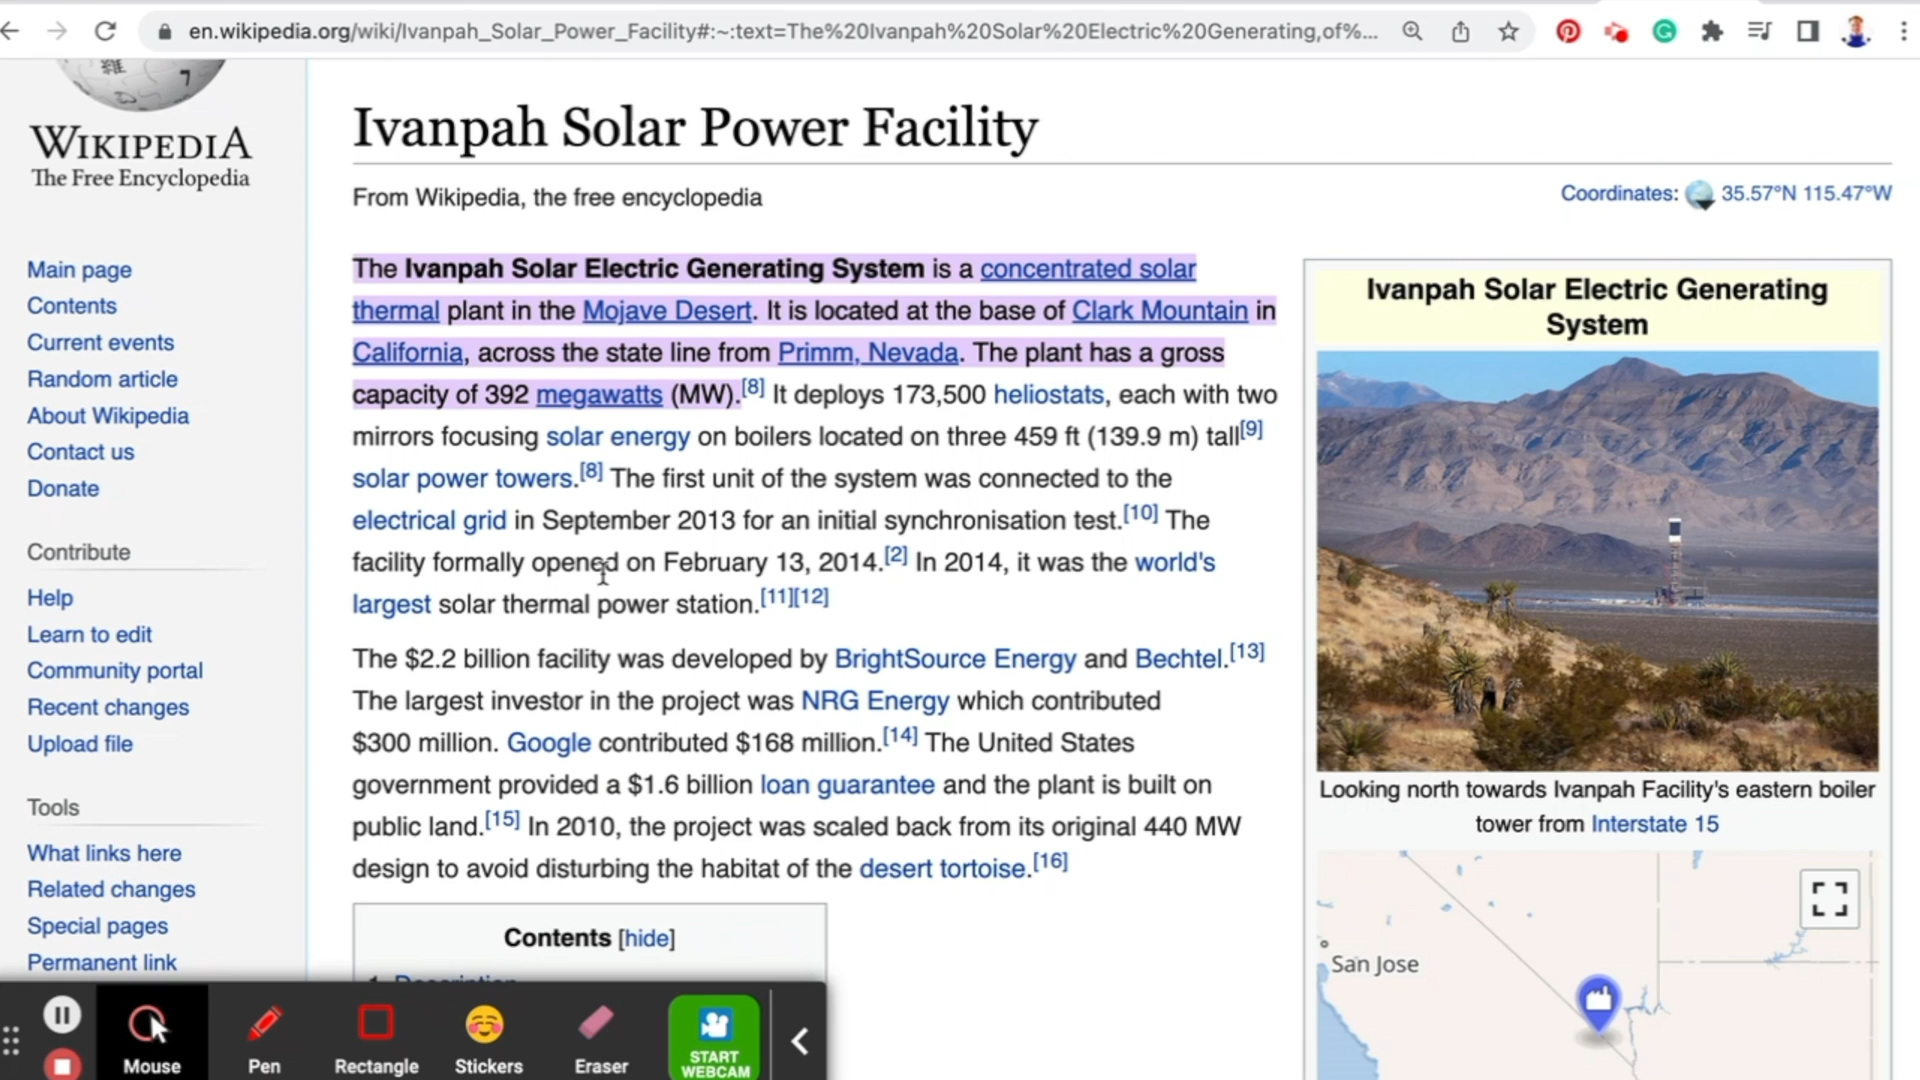 en.wikipedia.org/wiki/Ivanpah_Solar_Power_Facility#:~:text=The%20Ivanpah%20Solar%20Electric%20Generating,of%...
WIKIPEDIA
The Free Encyclopedia
Main page
Contents
Current events
Random article
About Wikipedia
Contact us
Donate
Contribute
Help
Learn to edit
Community portal
Recent changes
Upload file
Tools
What links here
Related changes
Special pages
Permanent link
Ivanpah Solar Power Facility
From Wikipedia, the free encyclopedia
Coordinates: 35.57°N 115.47°W
The Ivanpah Solar Electric Generating System is a concentrated solar
thermal plant in the Mojave Desert. It is located at the base of Clark Mountain in
California, across the state line from Primm, Nevada. The plant has a gross
capacity of 392 megawatts (MW).[8] It deploys 173,500 heliostats, each with two
mirrors focusing solar energy on boilers located on three 459 ft (139.9 m) tall[9]
solar power towers.[8] The first unit of the system was connected to the
electrical grid in September 2013 for an initial synchronisation test.[10] The
facility formally opened on February 13, 2014.[2] In 2014, it was the world's
largest solar thermal power station.[11][12]
The $2.2 billion facility was developed by BrightSource Energy and Bechtel.[13]
The largest investor in the project was NRG Energy which contributed
$300 million. Google contributed $168 million.[14] The United States
government provided a $1.6 billion loan guarantee and the plant is built on
public land.[15] In 2010, the project was scaled back from its original 440 MW
design to avoid disturbing the habitat of the desert tortoise.[16]
Contents [hide]
1 Description
Ivanpah Solar Electric Generating
System
Looking north towards Ivanpah Facility's eastern boiler
tower from Interstate 15
San Jose
Mouse
Pen
Rectangle
Stickers
Eraser
START
WEBCAM